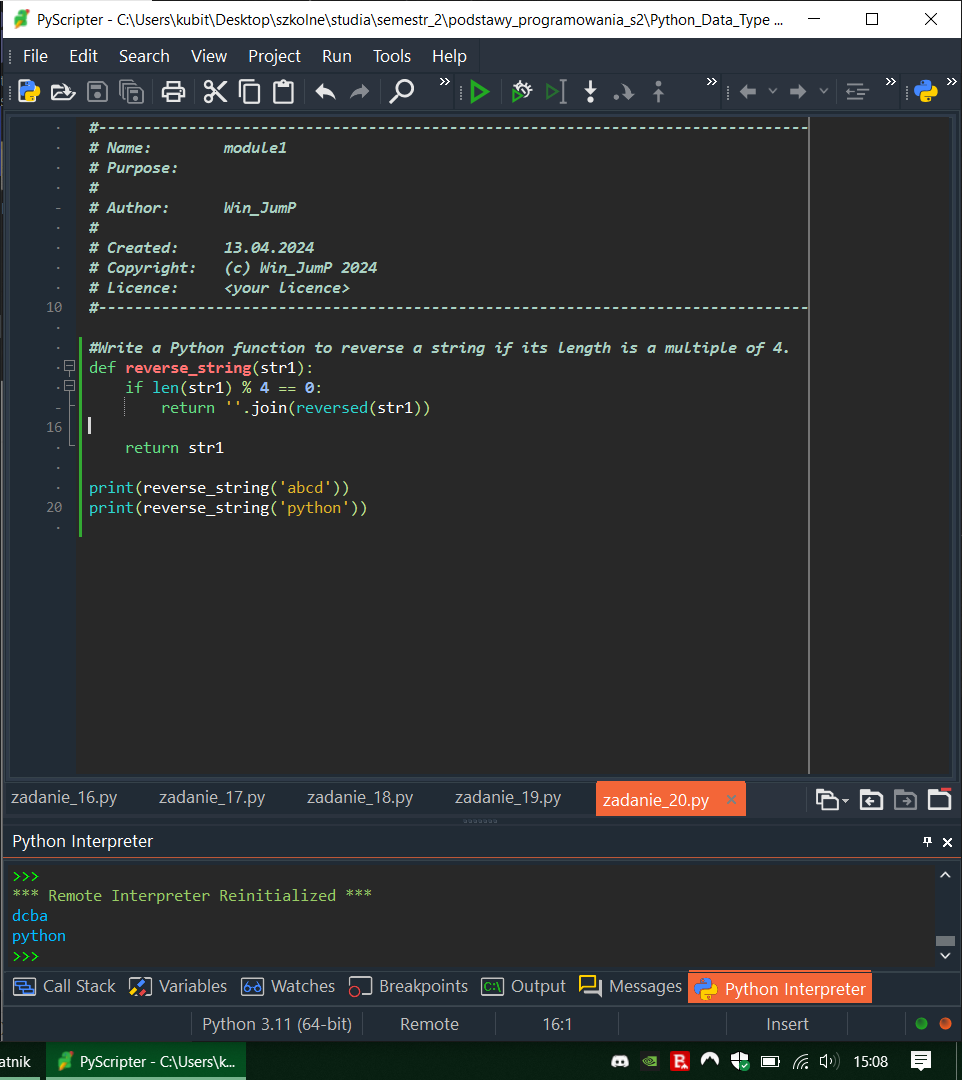 PyScripter - C:\Users\kubit\Desktop\szkolne\studia\semestr_2\podstawy_programowania_s2\Python_Data_Type ...
File Edit Search View Project Run Tools Help
#-------------------------------------------------------------------------------
# Name:        module1
# Purpose:
#
# Author:      Win_JumP
#
# Created:     13.04.2024
# Copyright:   (c) Win_JumP 2024
# Licence:     <your licence>
10 #-------------------------------------------------------------------------------
#Write a Python function to reverse a string if its length is a multiple of 4.
def reverse_string(str1):
    if len(str1) % 4 == 0:
        return ''.join(reversed(str1))
16
    return str1
print(reverse_string('abcd'))
20 print(reverse_string('python'))
zadanie_16.py zadanie_17.py zadanie_18.py zadanie_19.py zadanie_20.py
Python Interpreter
>>>
*** Remote Interpreter Reinitialized ***
dcba
python
>>>
Call Stack Variables Watches Breakpoints Output Messages Python Interpreter
Python 3.11 (64-bit) Remote 16:1 Insert
atnik PyScripter - C:\Users\k... 15:08